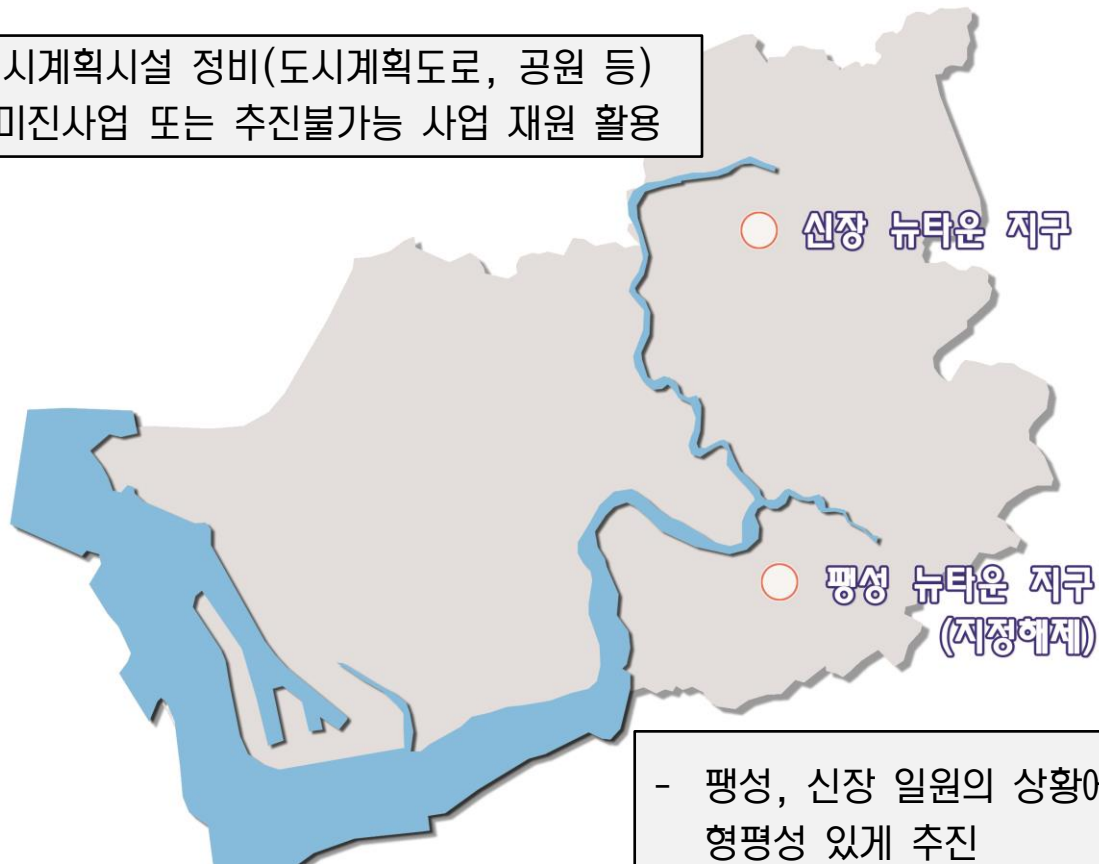 시계획시설 정비(도시계획도로, 공원 등)
미진사업 또는 추진불가능 사업 재원 활용
신장 뉴타운 지구
팽성 뉴타운 지구
(지정해제)
- 팽성, 신장 일원의 상황에
형평성 있게 추진